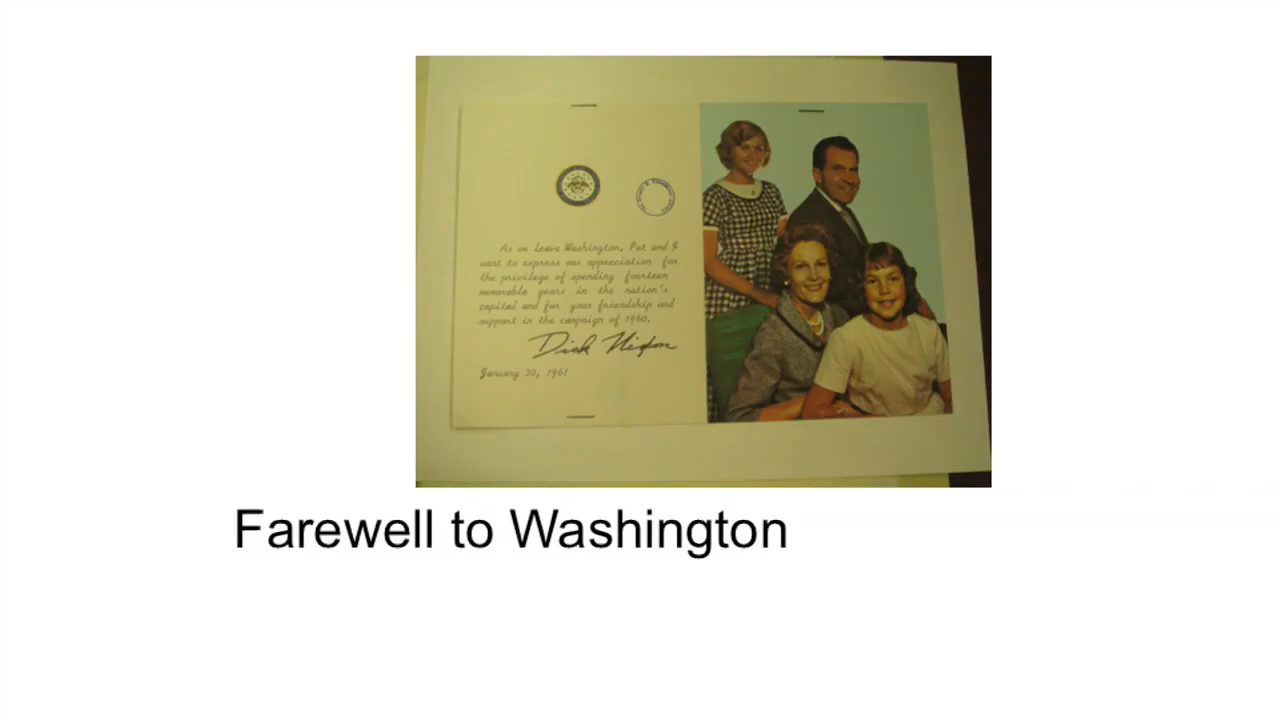 As we leave Washington, Pat and I
want to express our appreciation for
the privilege of spending fourteen
memorable years in the nation's
capital and for your friendship and
support in the campaign of 1960.
Dick Nixon
January 20, 1961
Farewell to Washington